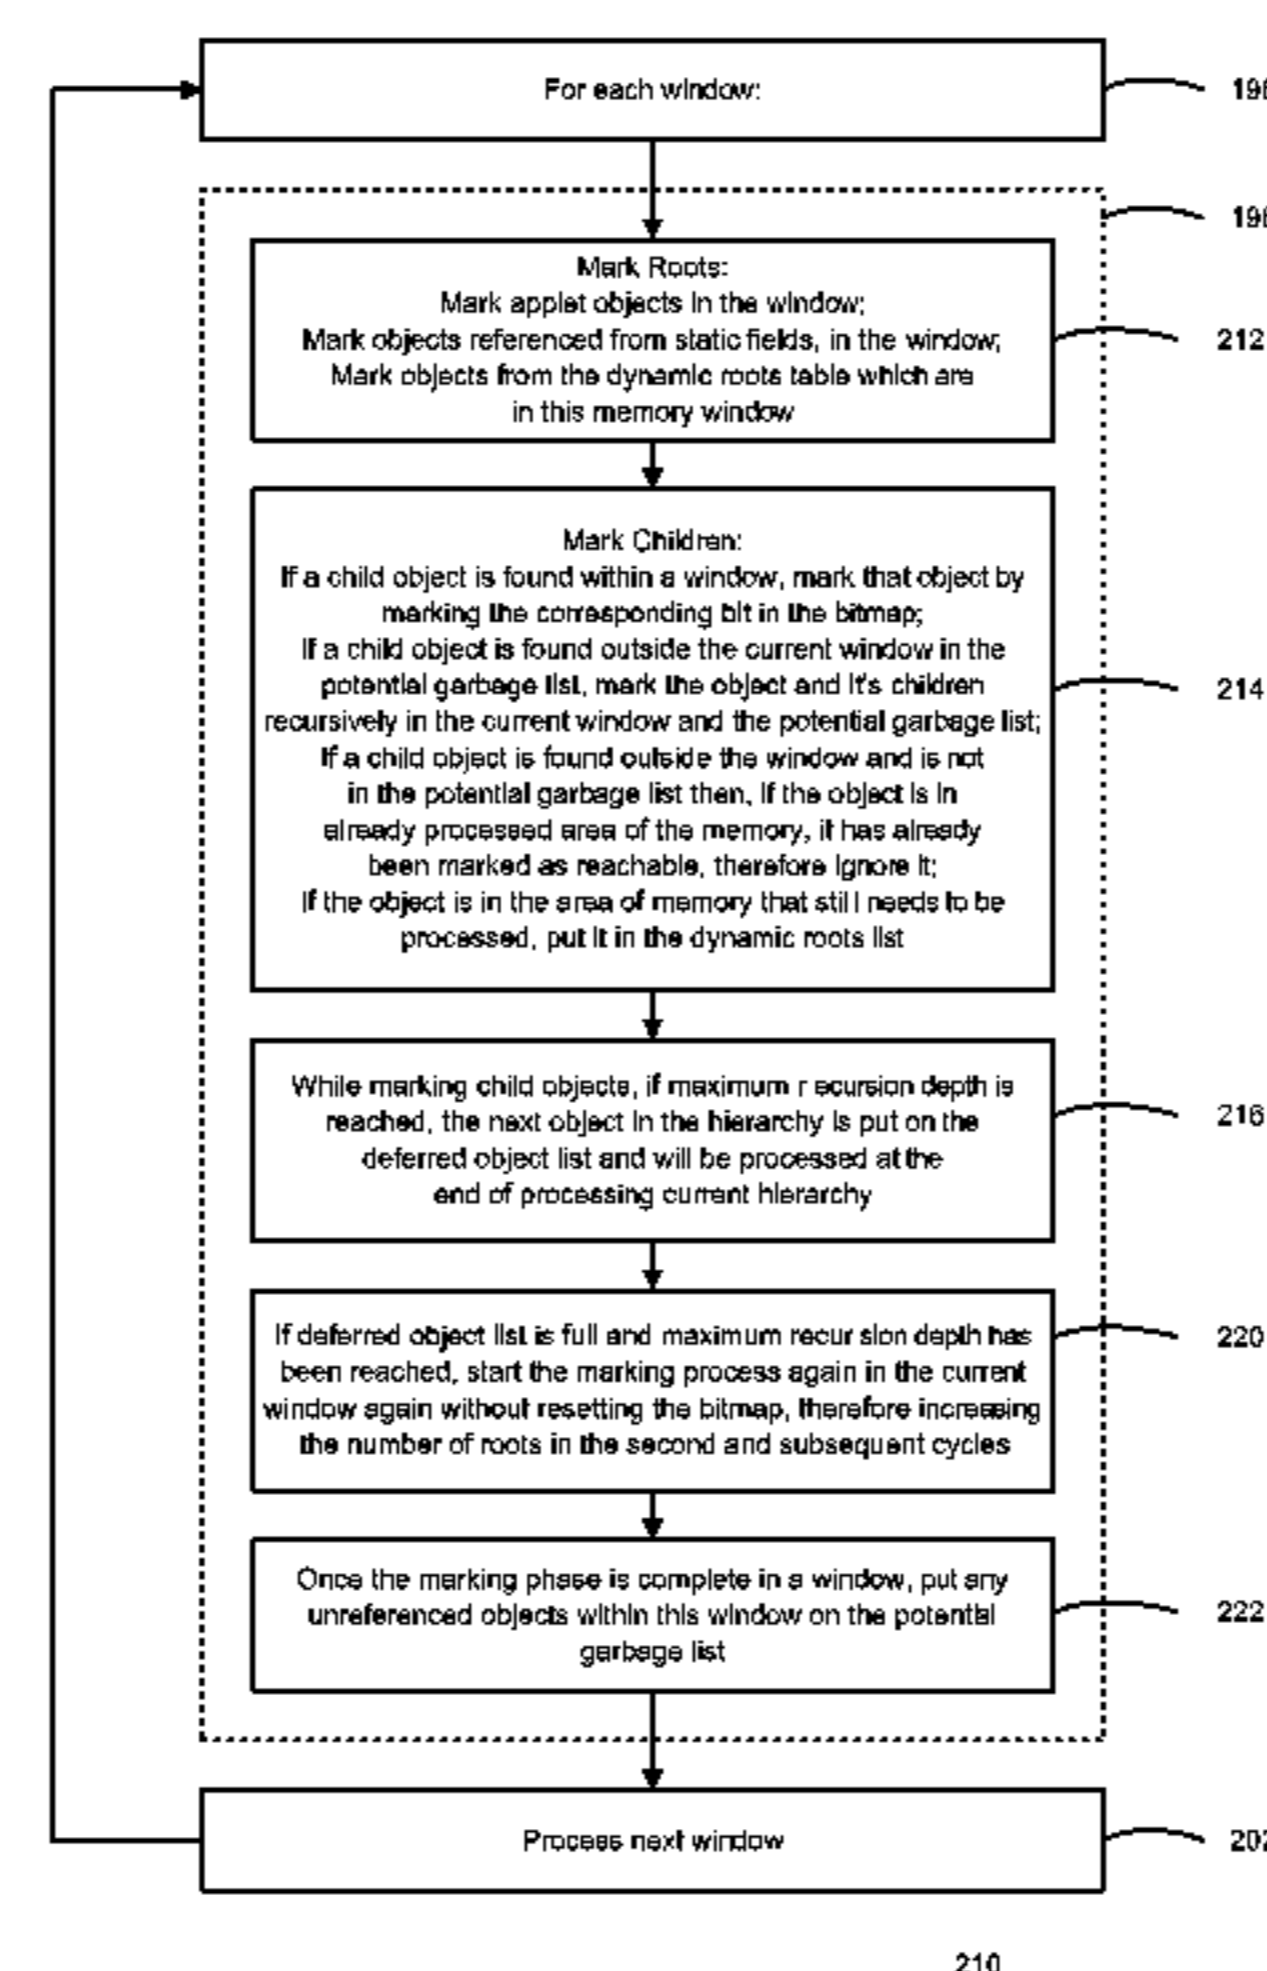 For each window:
196
198
Mark Roots:
Mark applet objects in the window;
Mark objects referenced from static fields, in the window;
212
Mark objects from the dynamic roots table which are
in this memory window
Mark Children:
If a child object is found within a window, mark that object by
marking the corresponding bit in the bitmap;
If a child object is found outside the current window in the
potential garbage list, mark the object and it's children
214
recursively in the current window and the potential garbage list;
If a child object is found outside the window and is not
in the potential garbage list then, if the object is in
already processed area of the memory, it has already
been marked as reachable, therefore ignore it;
If the object is in the area of memory that still needs to be
processed, put it in the dynamic roots list
While marking child objects, if maximum recursion depth is
reached, the next object in the hierarchy is put on the
216
deferred object list and will be processed at the
end of processing current hierarchy
If deferred object list is full and maximum recursion depth has
220
been reached, start the marking process again in the current
window again without resetting the bitmap, therefore increasing
the number of roots in the second and subsequent cycles
Once the marking phase is complete in a window, put any
unreferenced objects within this window on the potential
222
garbage list
Process next window
202
210